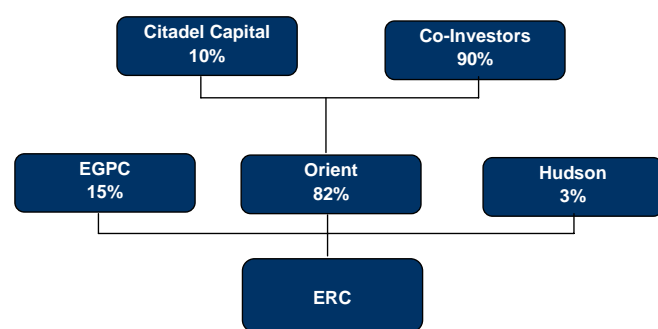 Citadel Capital
10%
Co-Investors
90%
EGPC
15%
Orient
82%
Hudson
3%
ERC